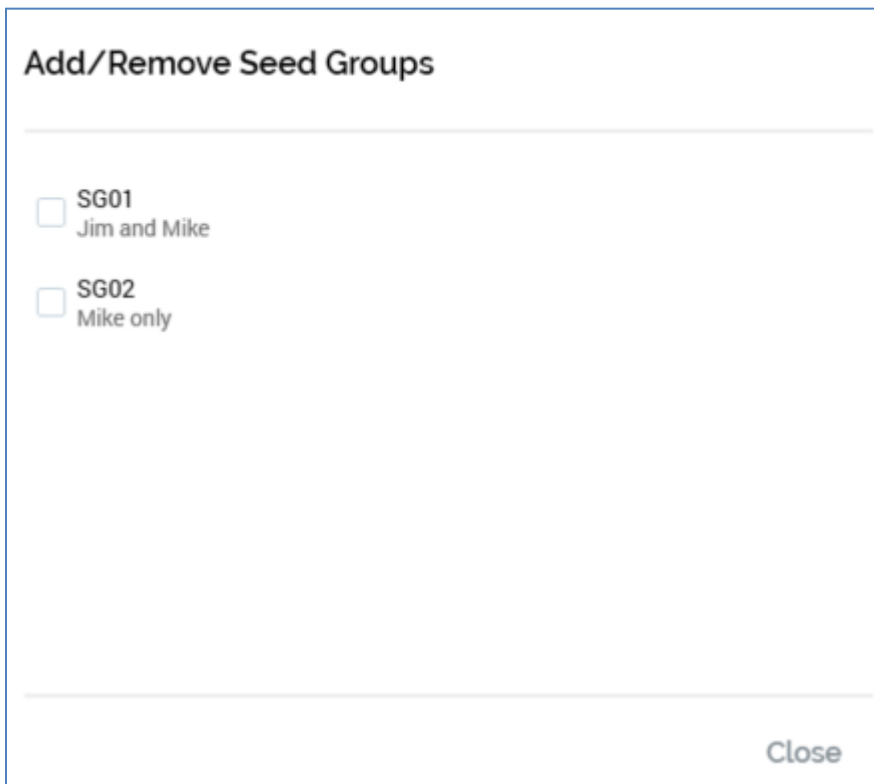 Add/Remove Seed Groups
SG01
Jim and Mike
SG02
Mike only
Close